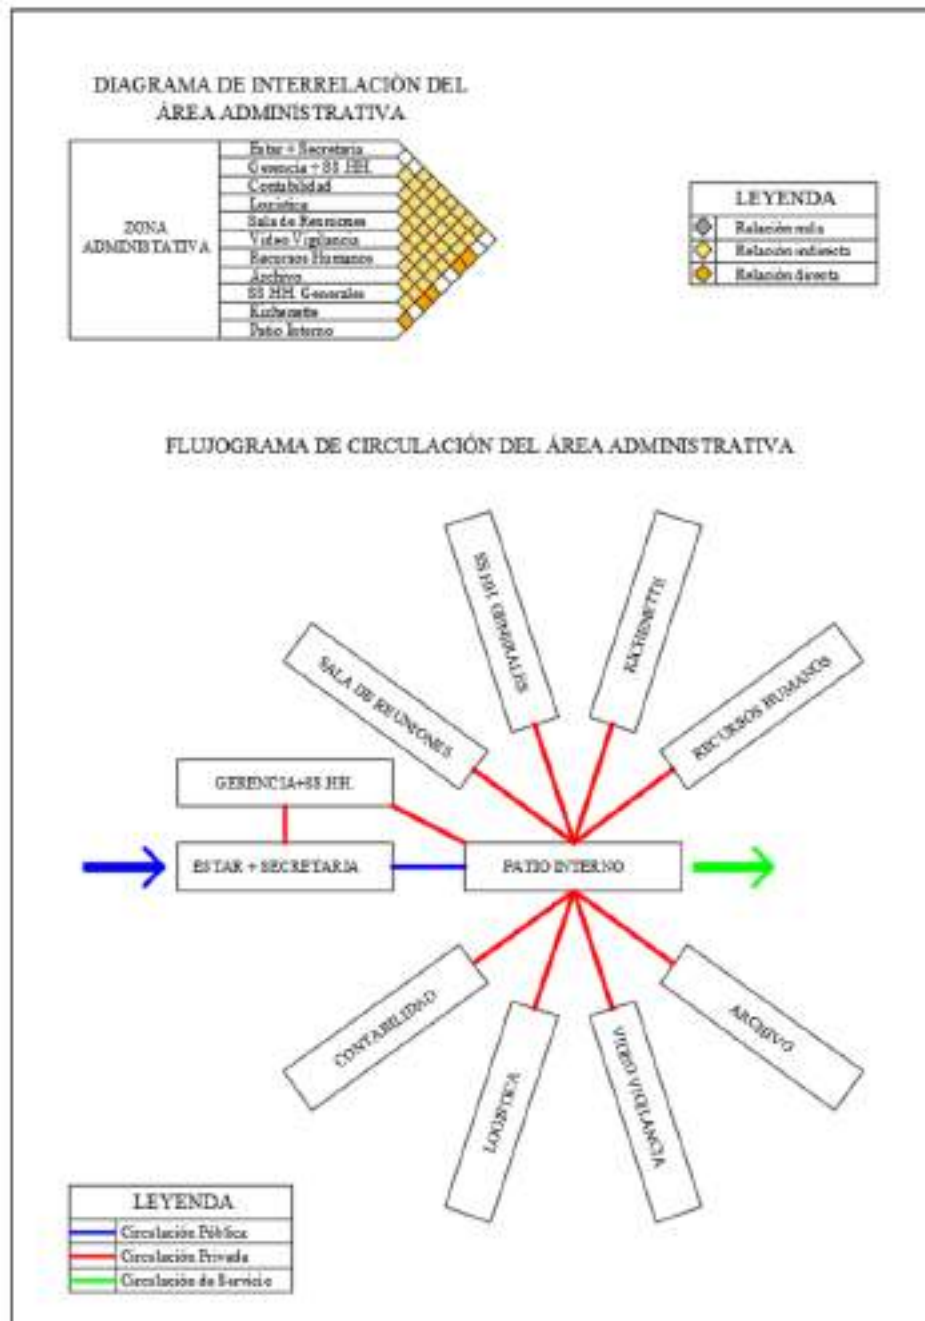 DIAGRAMA DE INTERRELACIÓN DEL
ÁREA ADMINISTRATIVA
ZONA
ADMINISTATIVA
Estar + Secretaria
Gerencia + SS.HH.
Contabilidad
Logística
Sala de Reuniones
Video Vigilancia
Recursos Humanos
Archivo
SS.HH. Generales
Kichenette
Patio Interno
LEYENDA
Relación nula
Relación indirecta
Relación directa
FLUJOGRAMA DE CIRCULACIÓN DEL ÁREA ADMINISTRATIVA
SS.HH. GENERALES
KICHENETTE
SALA DE REUNIONES
RECURSOS HUMANOS
GERENCIA+SS.HH.
ESTAR + SECRETARIA
PATIO INTERNO
CONTABILIDAD
LOGISTICA
VIDEO VIGILANCIA
ARCHIVO
LEYENDA
Circulación Pública
Circulación Privada
Circulación de Servicio